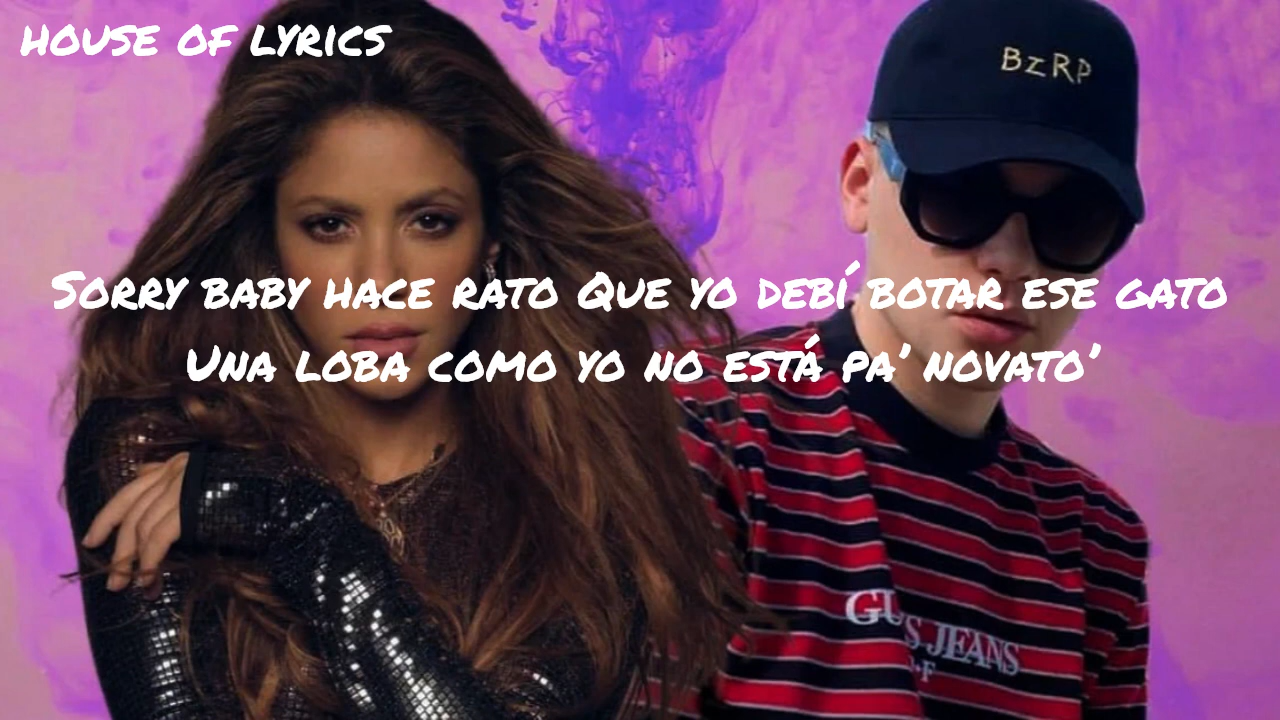 HOUSE OF LYRICS
BZRP
Sorry baby hace rato Que yo debí botar ese gato
Una loba como yo no está pa’ novato’
GUESS JEANS